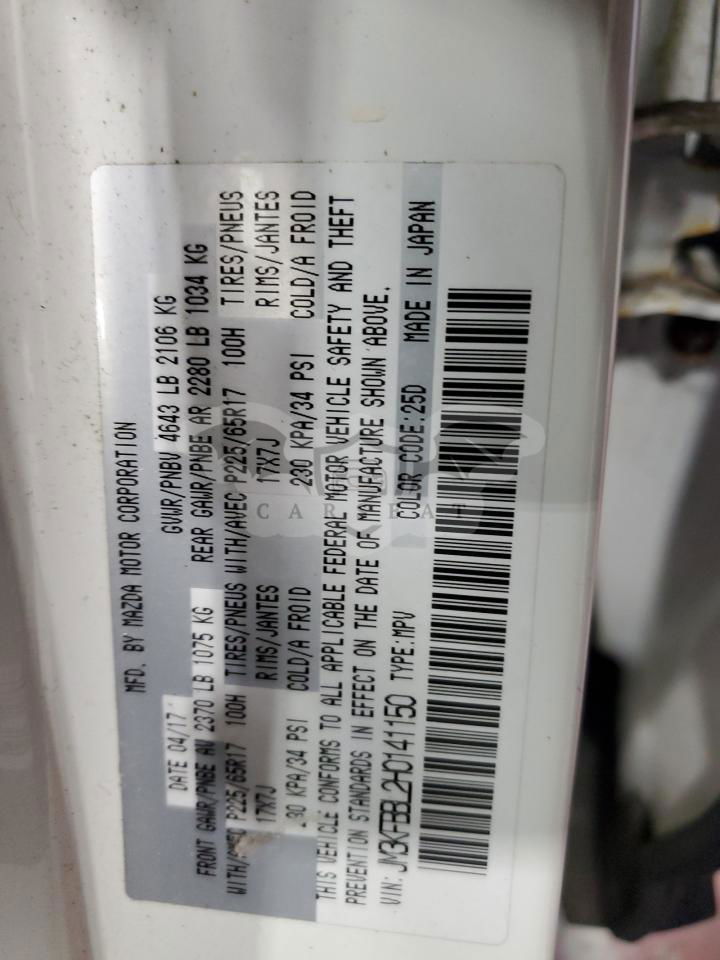 MFD. BY MAZDA MOTOR CORPORATION
DATE 04/17 GVWR/PNBV 4643 LB 2106 KG
FRONT GAWR/PNBE AV 2370 LB 1075 KG REAR GAWR/PNBE AR 2280 LB 1034 KG
WITH/AVEC P225/65R17 100H TIRES/PNEUS WITH/AVEC P225/65R17 100H TIRES/PNEUS
17X7J RIMS/JANTES 17X7J RIMS/JANTES
230 KPA/34 PSI COLD/A FROID 230 KPA/34 PSI COLD/A FROID
THIS VEHICLE CONFORMS TO ALL APPLICABLE FEDERAL MOTOR VEHICLE SAFETY AND THEFT
PREVENTION STANDARDS IN EFFECT ON THE DATE OF MANUFACTURE SHOWN ABOVE.
VIN: JM3KFBBL2H0141150 TYPE:MPV COLOR CODE:25D MADE IN JAPAN